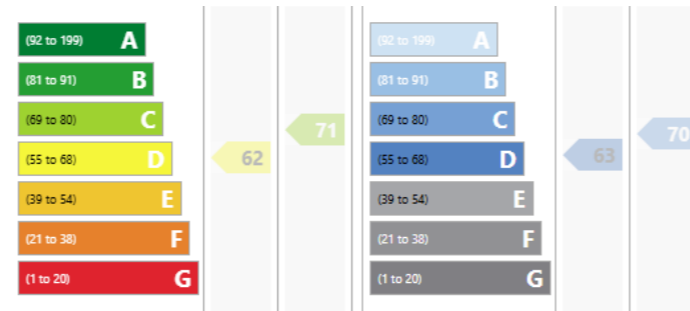 (92 to 199) A
(81 to 91) B
(69 to 80) C
(55 to 68) D
(39 to 54) E
(21 to 38) F
(1 to 20) G
62
71
(92 to 199) A
(81 to 91) B
(69 to 80) C
(55 to 68) D
(39 to 54) E
(21 to 38) F
(1 to 20) G
63
70